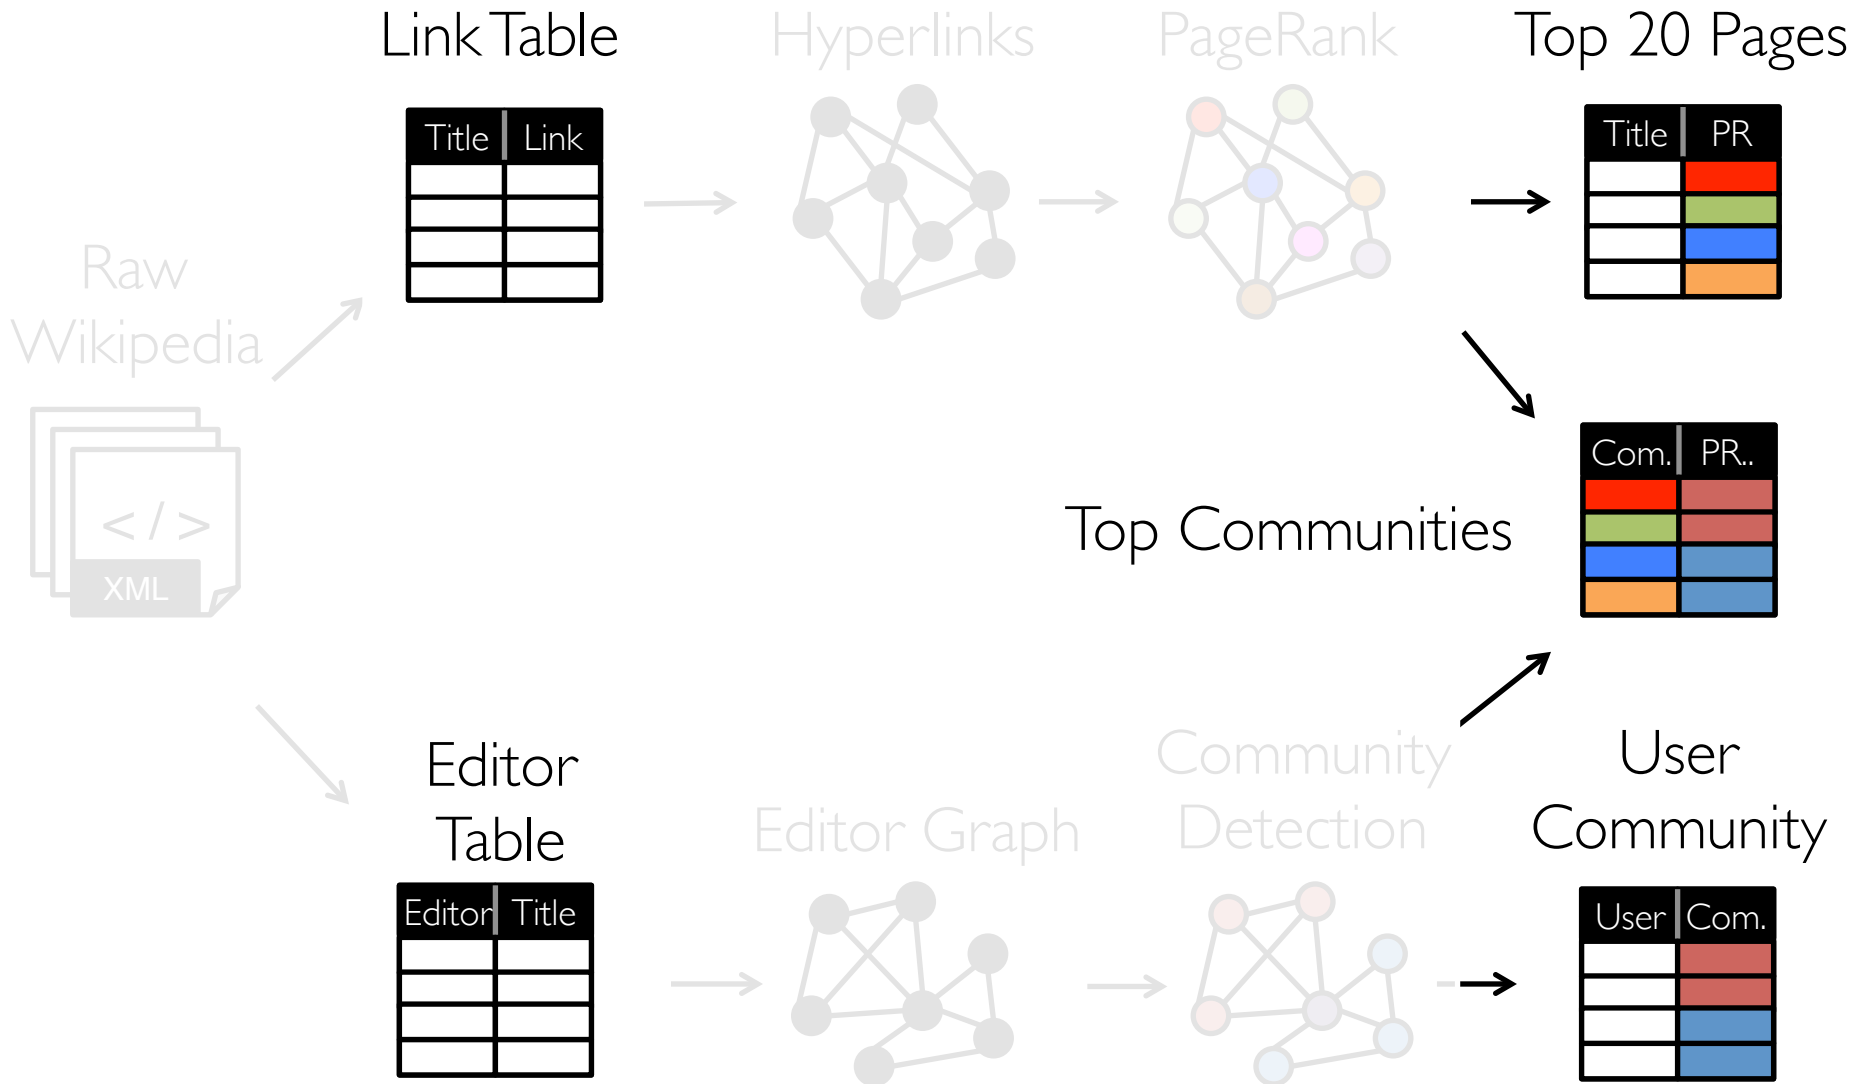 Link Table
Hyperlinks
PageRank
Top 20 Pages
Title Link
Title PR
Raw
Wikipedia
</>
XML
Com. PR..
Top Communities
Editor
Table
Editor Graph
Community
Detection
User
Community
Editor Title
User Com.